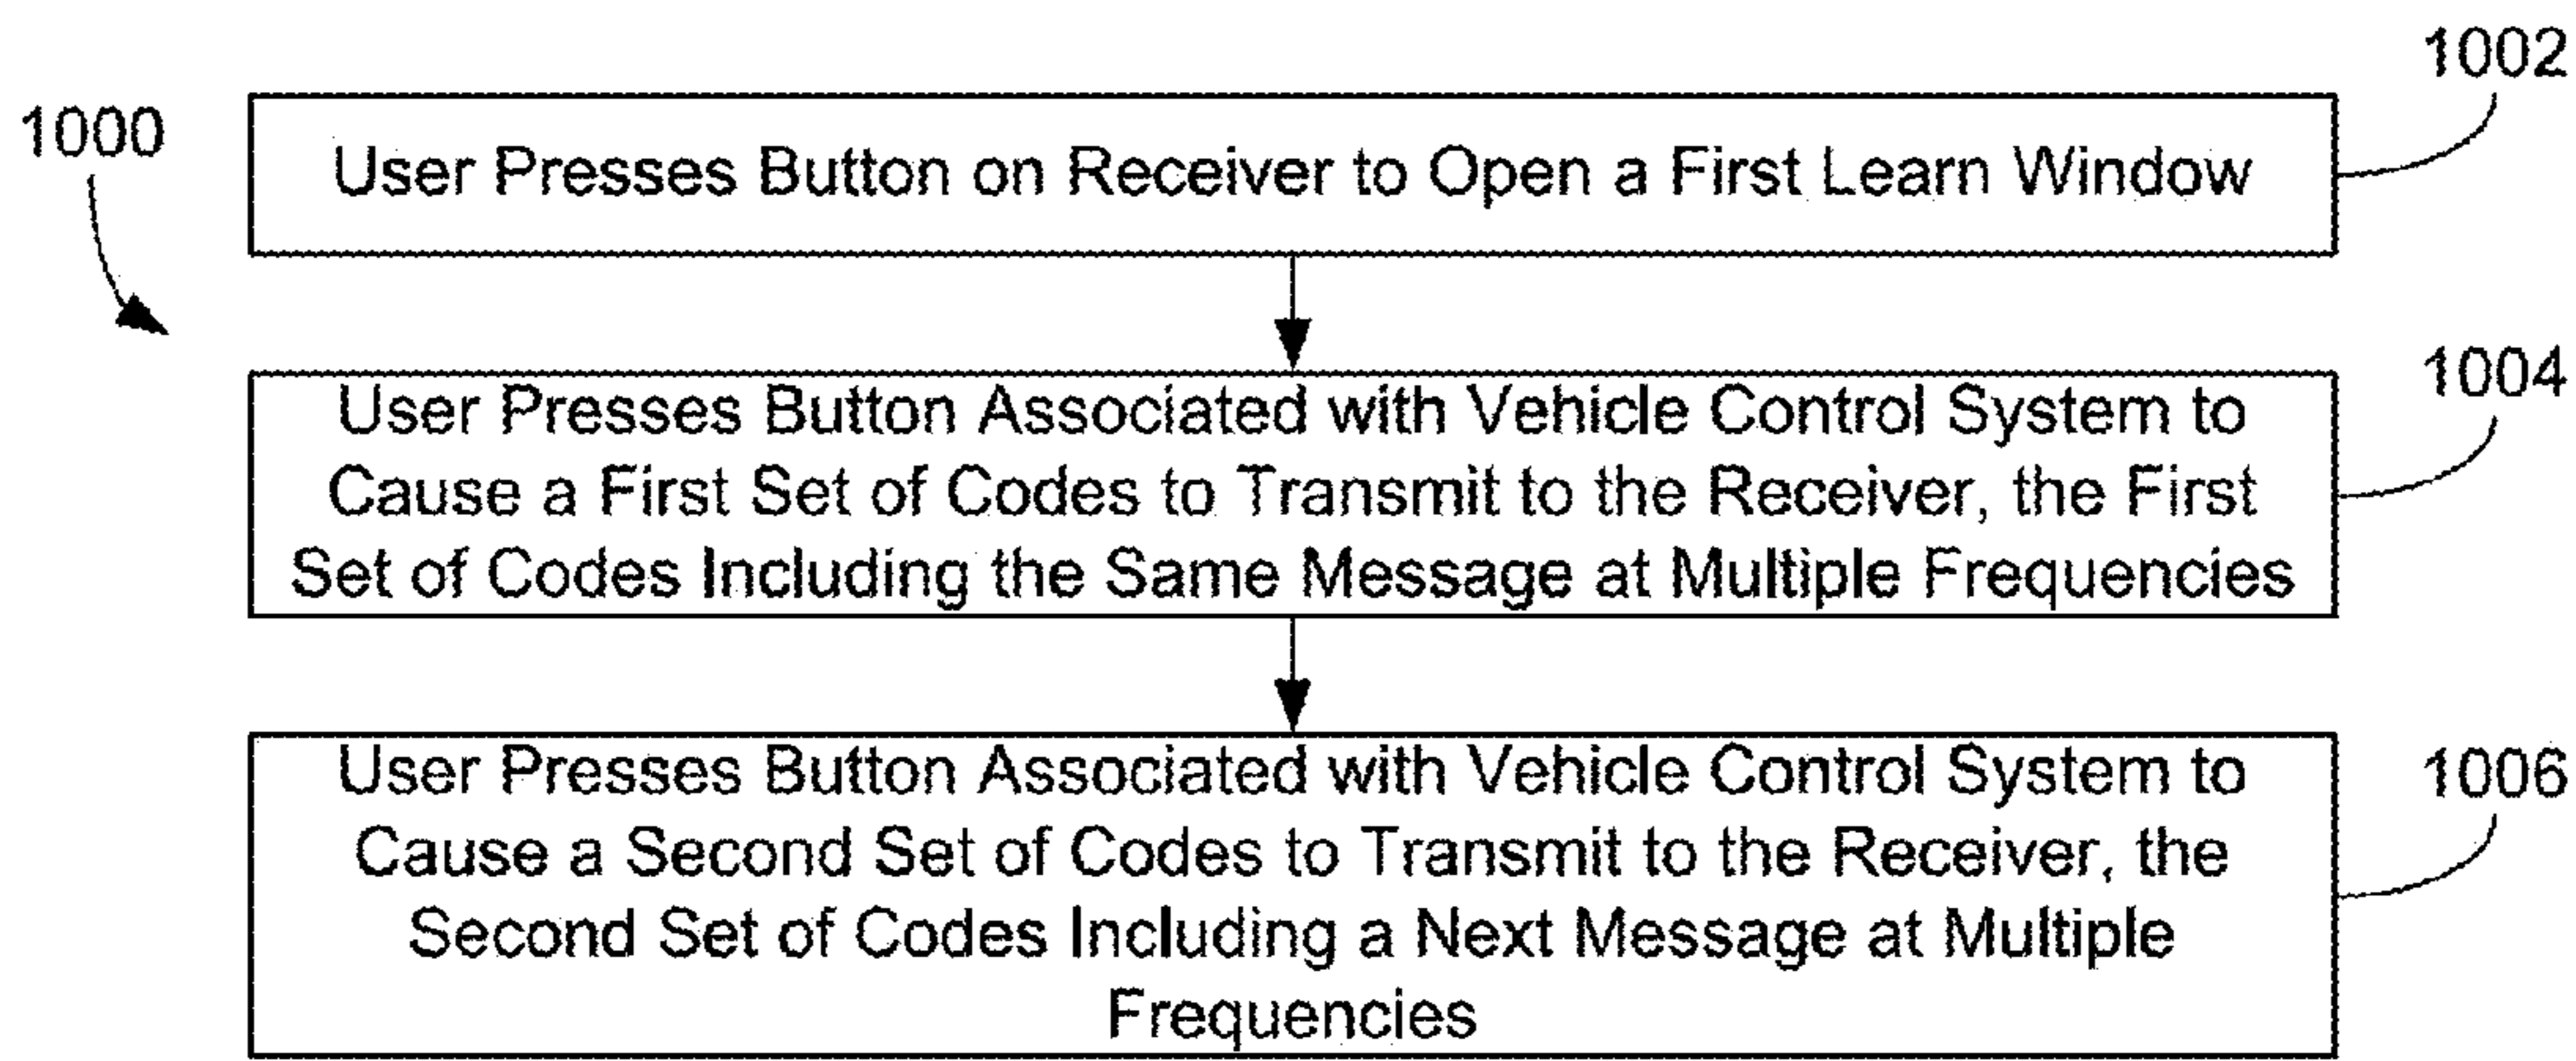 1000
1002
User Presses Button on Receiver to Open a First Learn Window
1004
User Presses Button Associated with Vehicle Control System to
Cause a First Set of Codes to Transmit to the Receiver, the First
Set of Codes Including the Same Message at Multiple Frequencies
1006
User Presses Button Associated with Vehicle Control System to
Cause a Second Set of Codes to Transmit to the Receiver, the
Second Set of Codes Including a Next Message at Multiple
Frequencies